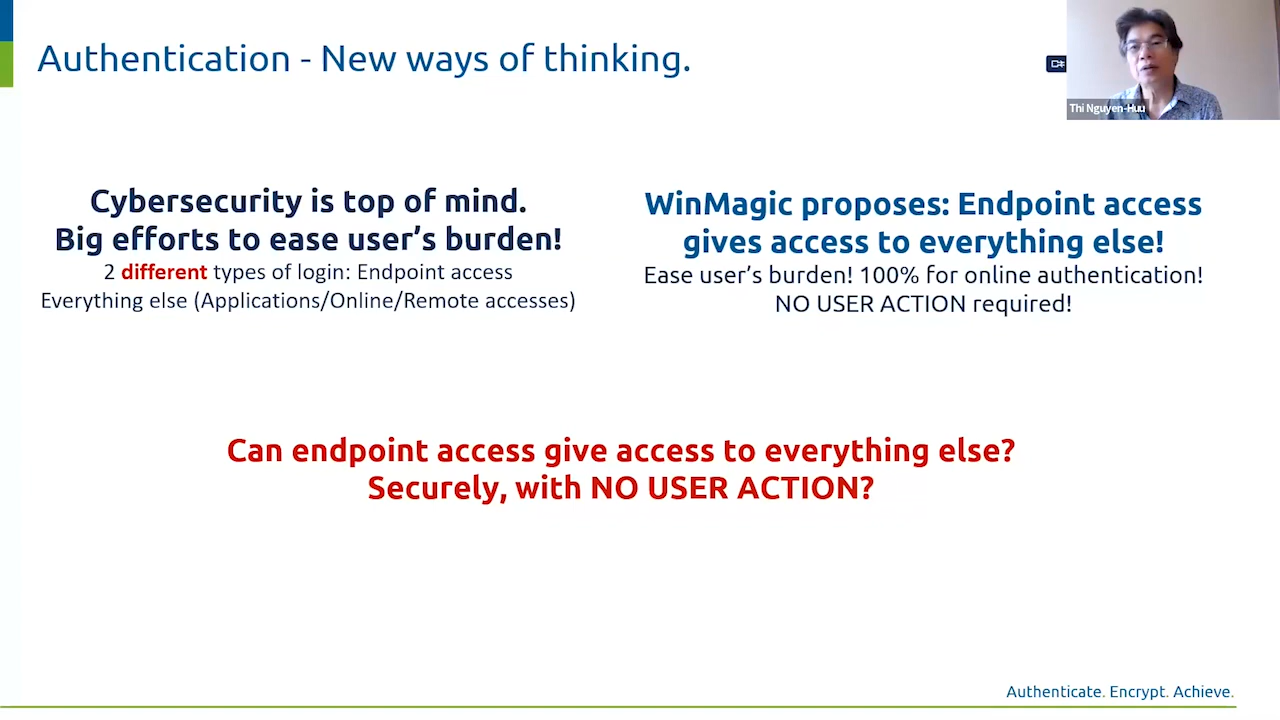 Authentication - New ways of thinking.
Thi Nguyen-Huu
Cybersecurity is top of mind.
Big efforts to ease user's burden!
2 different types of login: Endpoint access
Everything else (Applications/Online/Remote accesses)
WinMagic proposes: Endpoint access
gives access to everything else!
Ease user's burden! 100% for online authentication!
NO USER ACTION required!
Can endpoint access give access to everything else?
Securely, with NO USER ACTION?
Authenticate. Encrypt. Achieve.